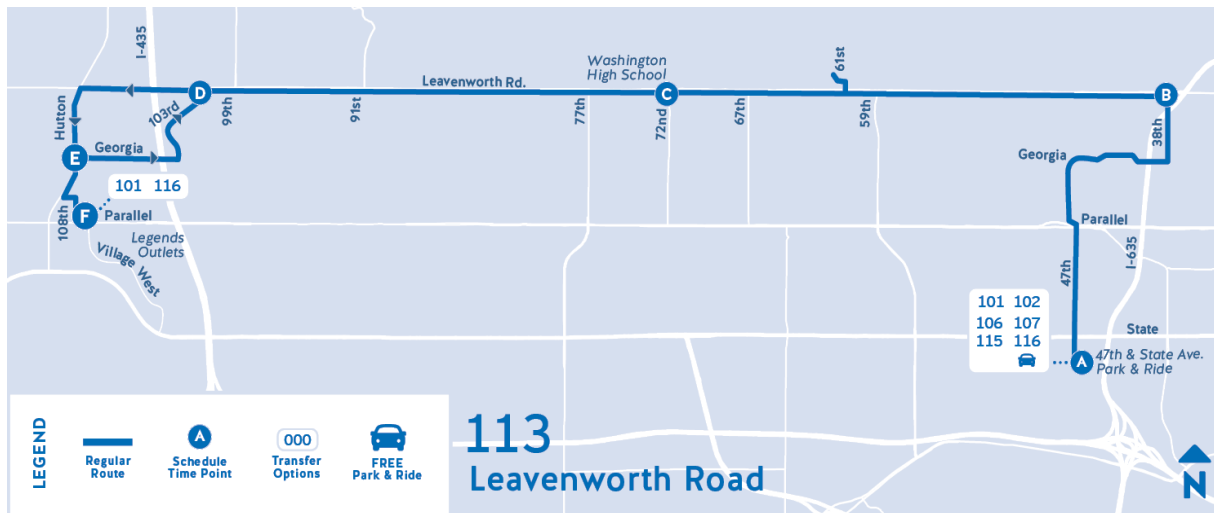 I-435
Washington
High School
61st
Leavenworth Rd.
D
C
B
Hutton
103rd
99th
91st
77th
72nd
67th
59th
38th
E
Georgia
Georgia
101 116
F
Parallel
108th
Parallel
Legends
Outlets
Village West
47th
I-635
101 102
106 107
115 116
State
A
47th & State Ave.
Park & Ride
LEGEND
Regular
Route
A
Schedule
Time Point
000
Transfer
Options
FREE
Park & Ride
113
Leavenworth Road
N